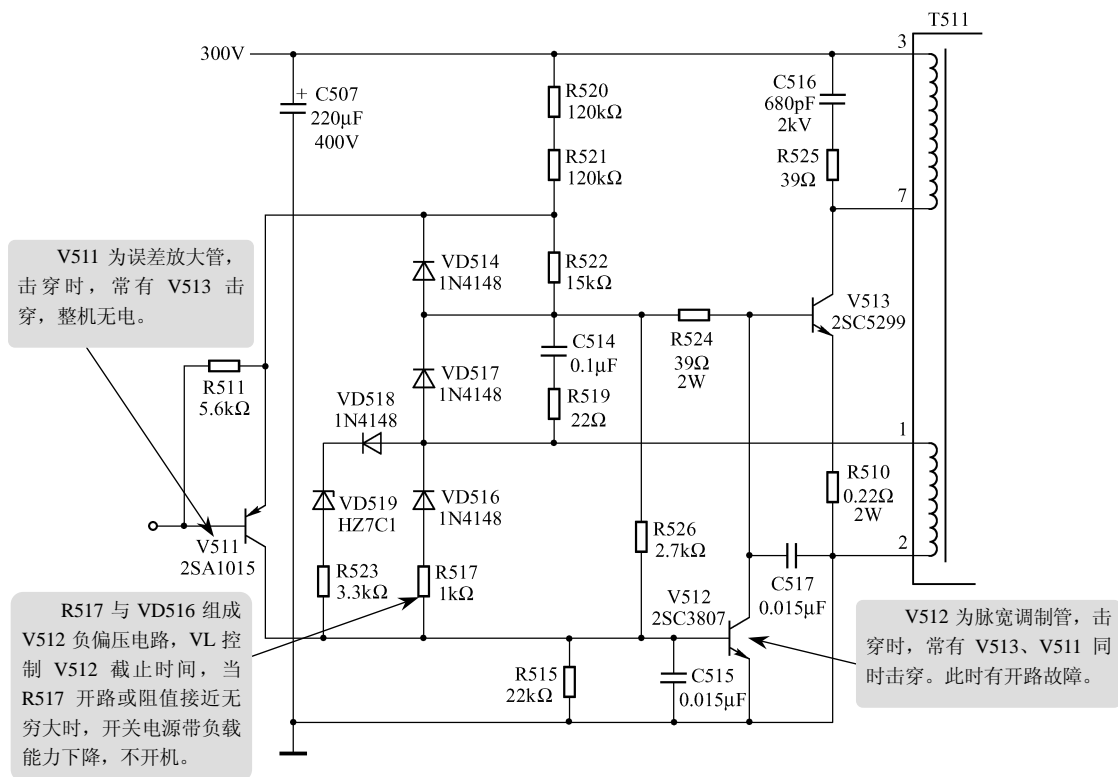 T511
300V
3
C507
220μF
400V
+
R520
120kΩ
C516
680pF
2kV
R521
120kΩ
R525
39Ω
7
V511 为误差放大管，
击穿时，常有 V513 击
穿，整机无电。
VD514
1N4148
R522
15kΩ
V513
2SC5299
R524
39Ω
2W
C514
0.1μF
R511
5.6kΩ
VD517
1N4148
VD518
1N4148
R519
22Ω
1
R510
0.22Ω
2W
VD519
HZ7C1
VD516
1N4148
R526
2.7kΩ
V511
2SA1015
2
R523
3.3kΩ
R517
1kΩ
C517
0.015μF
V512
2SC3807
R517 与 VD516 组成
V512 负偏压电路，VL 控
制 V512 截止时间，当
R517 开路或阻值接近无
穷大时，开关电源带负载
能力下降，不开机。
V512 为脉宽调制管，击
穿时，常有 V513、V511 同
时击穿。此时有开路故障。
R515
22kΩ
C515
0.015μF